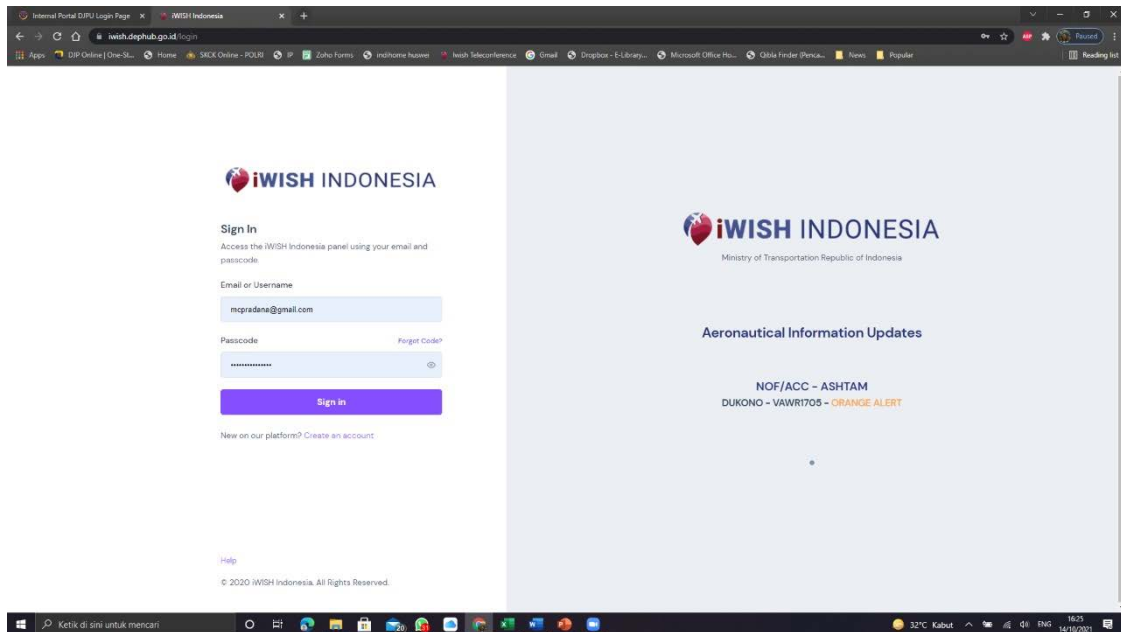 Internal Portal DJPU Login Page
iWISH Indonesia
iwish.dephub.go.id/login
Paused
Apps
DJP Online | One-St...
Home
SKCK Online - POLRI
IP
Zoho Forms
indihome huawei
Iwish Teleconference
Gmail
Dropbox - E-Library...
Microsoft Office Ho...
Qibla Finder (Penca...
News
Popular
Reading list
iWISH INDONESIA
Sign In
Access the iWISH Indonesia panel using your email and
passcode.
Email or Username
mcpradana@gmail.com
Passcode
Forgot Code?
Sign in
New on our platform? Create an account
Help
© 2020 iWISH Indonesia. All Rights Reserved.
iWISH INDONESIA
Ministry of Transportation Republic of Indonesia
Aeronautical Information Updates
NOF/ACC - ASHTAM
DUKONO - VAWR1705 - ORANGE ALERT
Ketik di sini untuk mencari
20
32°C Kabut
ENG
16:25
14/10/2021